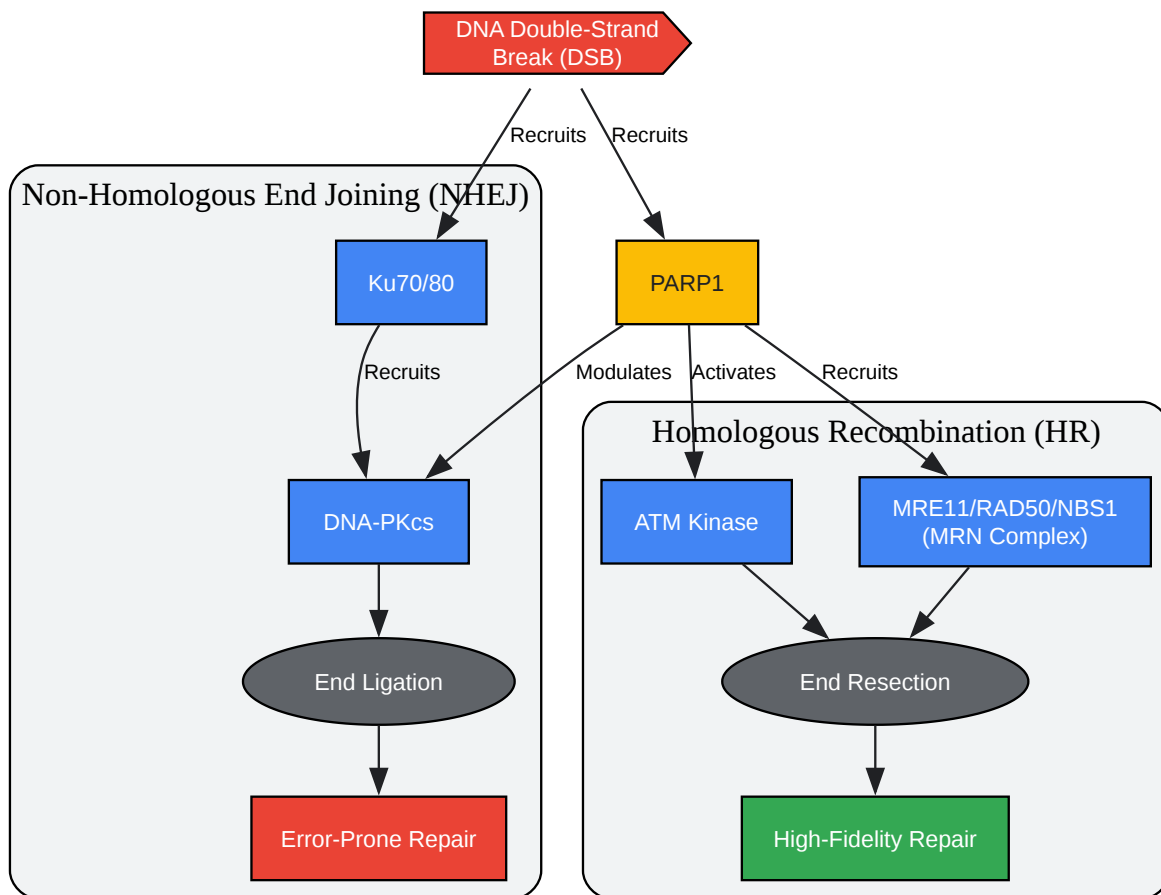 DNA Double-Strand
Break (DSB)
Recruits
Recruits
Non-Homologous End Joining (NHEJ)
Ku70/80
PARP1
Recruits
Modulates
Activates
Recruits
Homologous Recombination (HR)
DNA-PKcs
ATM Kinase
MRE11/RAD50/NBS1
(MRN Complex)
End Ligation
End Resection
Error-Prone Repair
High-Fidelity Repair